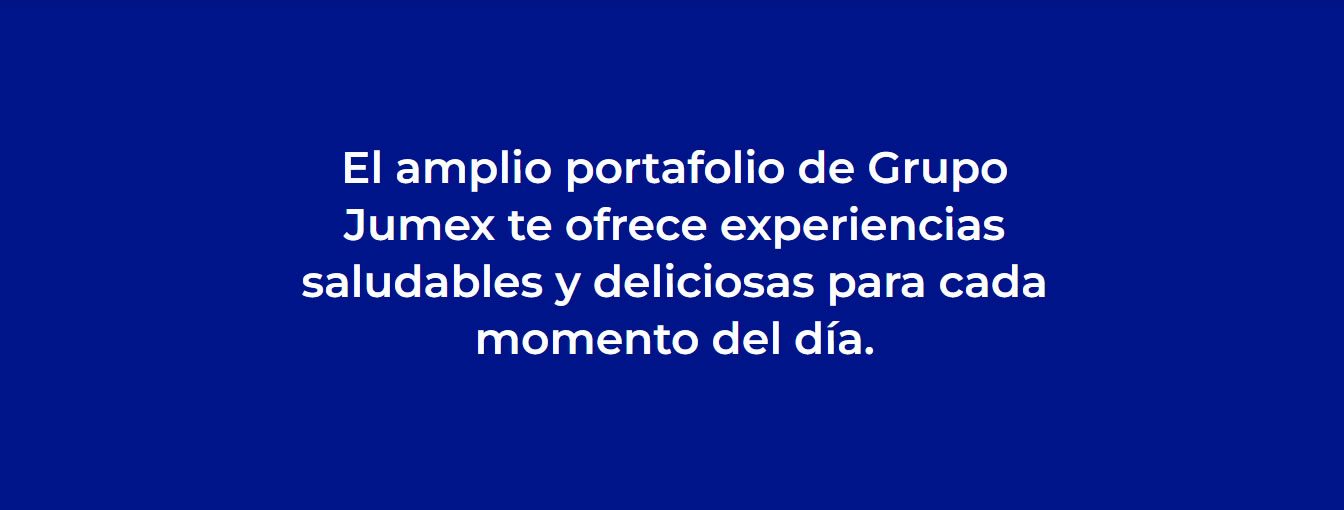 El amplio portafolio de Grupo
Jumex te ofrece experiencias
saludables y deliciosas para cada
momento del día.